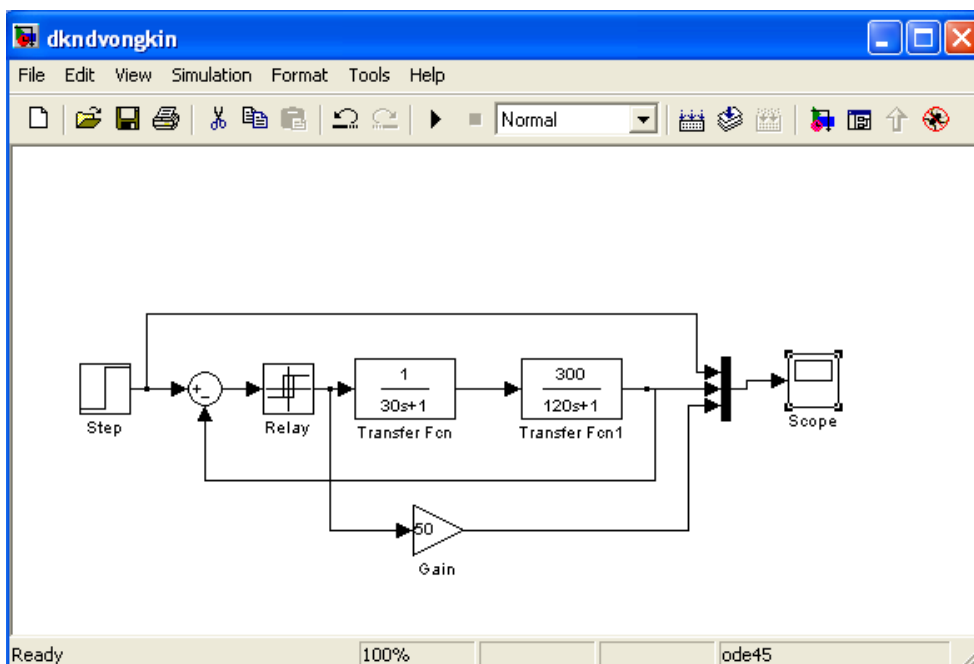 dkndvongkin
File Edit View Simulation Format Tools Help
Normal
1
30s+1
300
120s+1
Step
Relay
Transfer Fcn
Transfer Fcn1
Scope
50
Gain
Ready 100% ode45